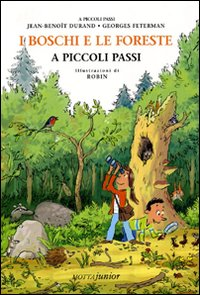 A PICCOLI PASSI
JEAN-BENOÎT DURAND • GEORGES FETERMAN
I BOSCHI E LE FORESTE
A PICCOLI PASSI
illustrazioni di
ROBIN
MOTTAJunior